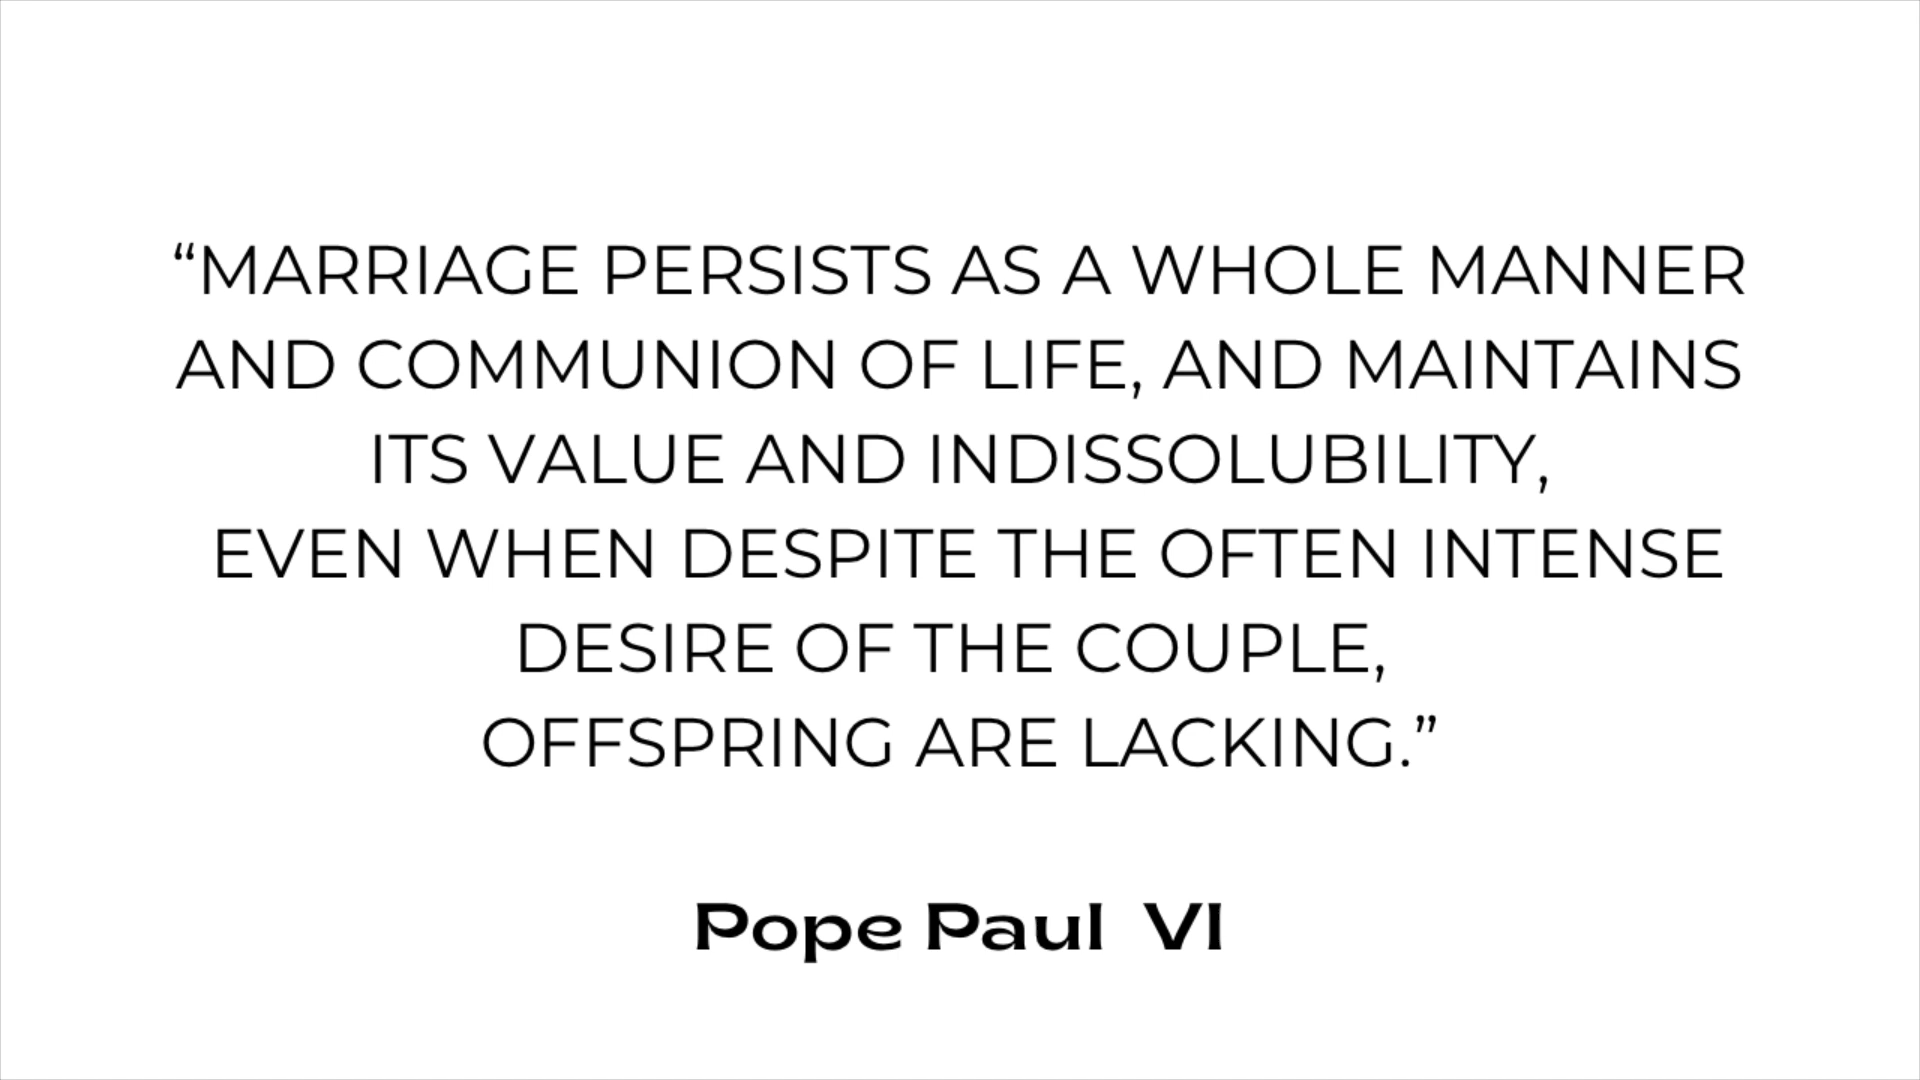 “MARRIAGE PERSISTS AS A WHOLE MANNER
AND COMMUNION OF LIFE, AND MAINTAINS
ITS VALUE AND INDISSOLUBILITY,
EVEN WHEN DESPITE THE OFTEN INTENSE
DESIRE OF THE COUPLE,
OFFSPRING ARE LACKING.”
Pope Paul VI